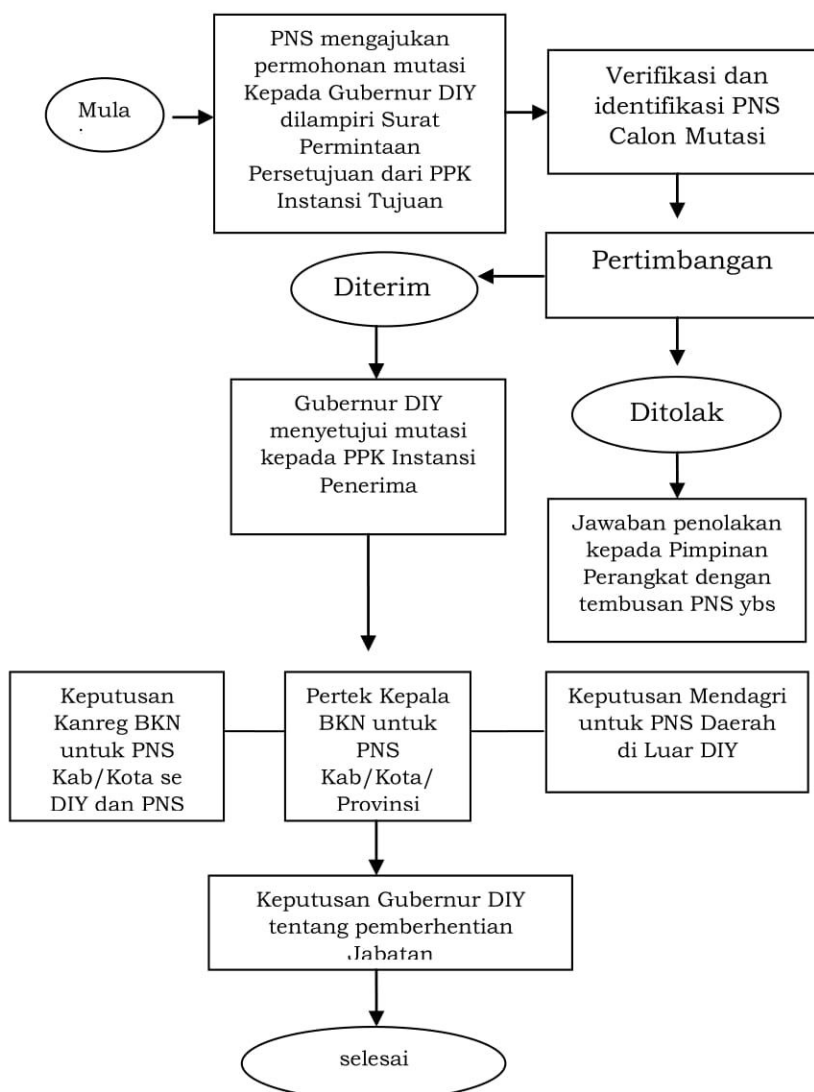 Mula
PNS mengajukan
permohonan mutasi
Kepada Gubernur DIY
dilampiri Surat
Permintaan
Persetujuan dari PPK
Instansi Tujuan
Verifikasi dan
identifikasi PNS
Calon Mutasi
Pertimbangan
Diterim
Ditolak
Gubernur DIY
menyetujui mutasi
kepada PPK Instansi
Penerima
Jawaban penolakan
kepada Pimpinan
Perangkat dengan
tembusan PNS ybs
Keputusan
Kanreg BKN
untuk PNS
Kab/Kota se
DIY dan PNS
Pertek Kepala
BKN untuk
PNS
Kab/Kota/
Provinsi
Keputusan Mendagri
untuk PNS Daerah
di Luar DIY
Keputusan Gubernur DIY
tentang pemberhentian
Jabatan
selesai